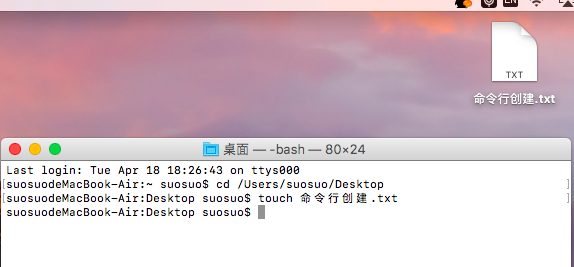 EN
TXT
命令行创建.txt
桌面 — -bash — 80×24
Last login: Tue Apr 18 18:26:43 on ttys000
[suosuodeMacBook-Air:~ suosuo$ cd /Users/suosuo/Desktop ]
[suosuodeMacBook-Air:Desktop suosuo$ touch 命令行创建.txt ]
suosuodeMacBook-Air:Desktop suosuo$